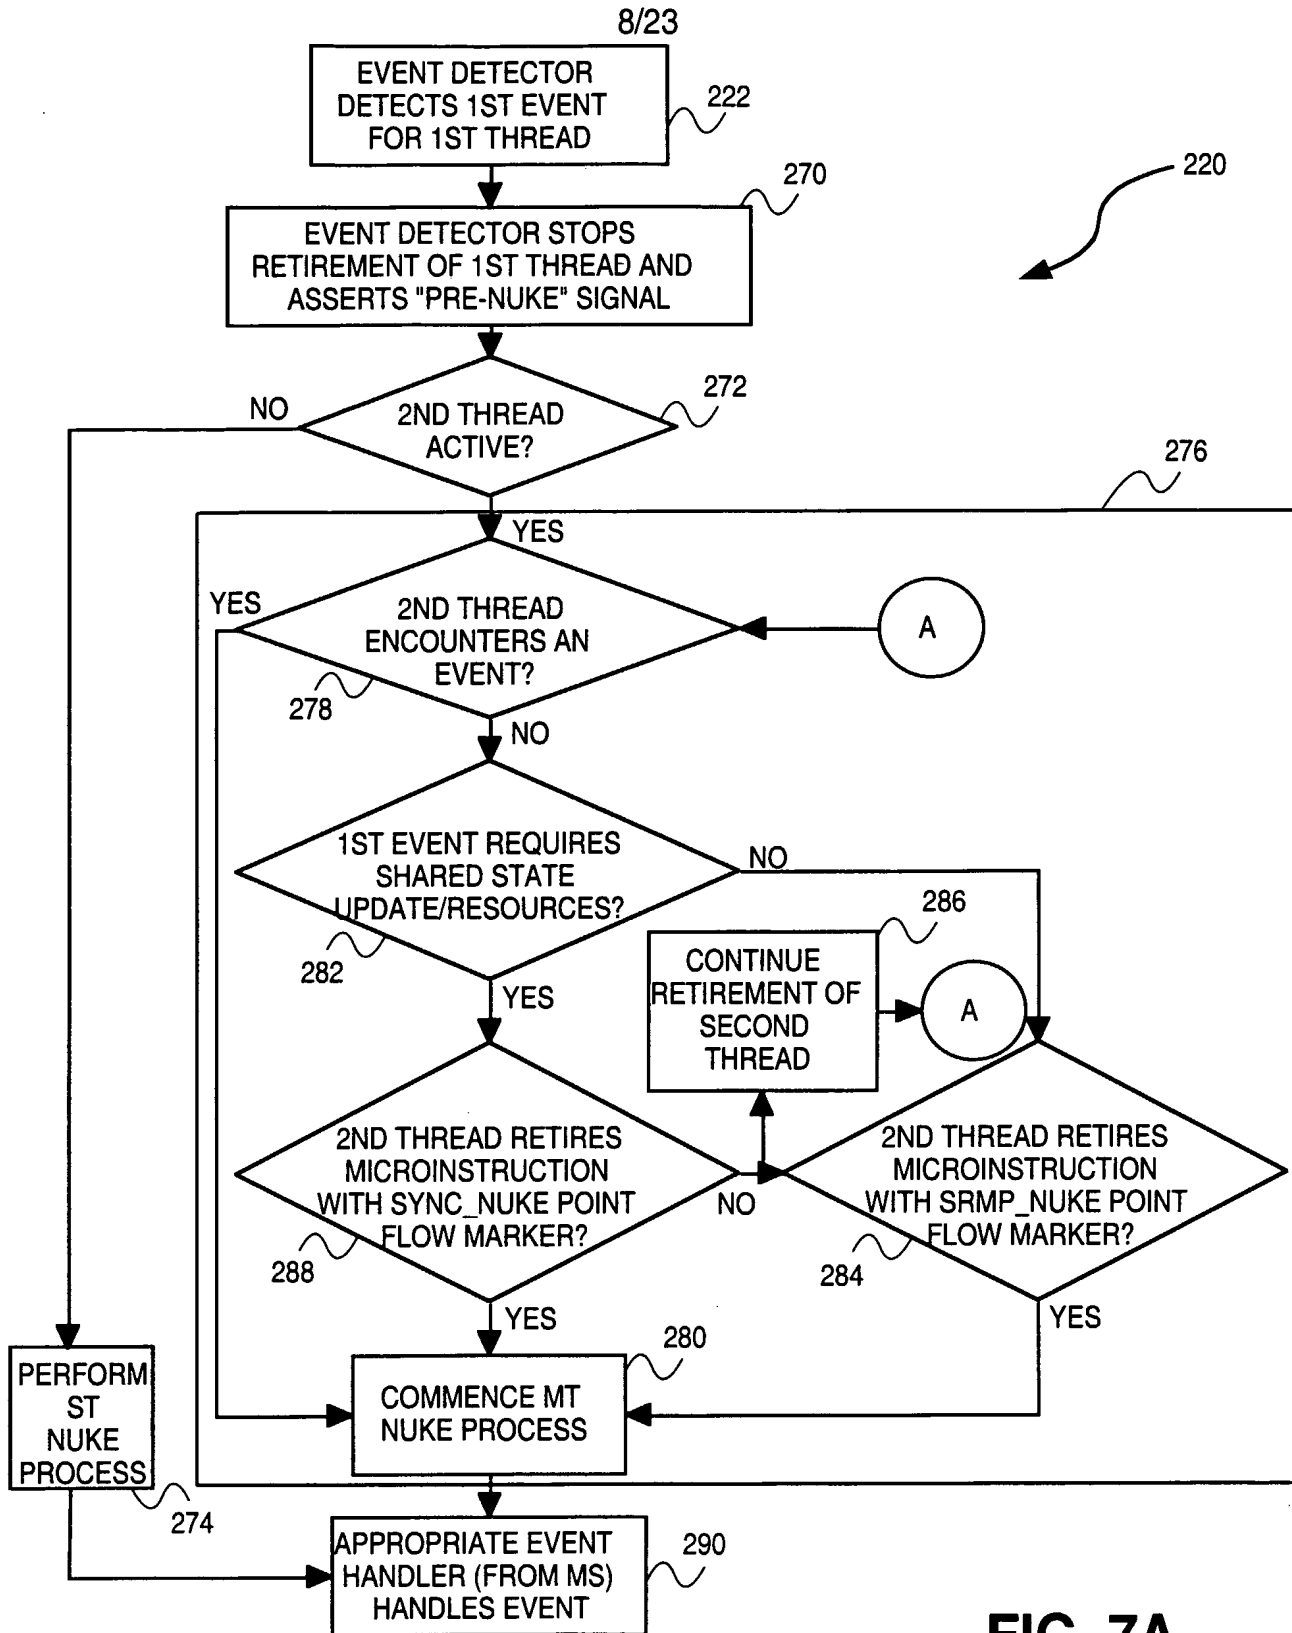 8/23
EVENT DETECTOR
DETECTS 1ST EVENT
FOR 1ST THREAD
222
220
270
EVENT DETECTOR STOPS
RETIREMENT OF 1ST THREAD AND
ASSERTS "PRE-NUKE" SIGNAL
272
NO
2ND THREAD
ACTIVE?
276
YES
YES
2ND THREAD
ENCOUNTERS AN
EVENT?
A
278
NO
1ST EVENT REQUIRES
SHARED STATE
UPDATE/RESOURCES?
NO
282
YES
286
CONTINUE
RETIREMENT OF
SECOND
THREAD
A
2ND THREAD RETIRES
MICROINSTRUCTION
WITH SYNC_NUKE POINT
FLOW MARKER?
NO
288
2ND THREAD RETIRES
MICROINSTRUCTION
WITH SRMP_NUKE POINT
FLOW MARKER?
284
YES
YES
280
COMMENCE MT
NUKE PROCESS
PERFORM
ST
NUKE
PROCESS
274
APPROPRIATE EVENT
HANDLER (FROM MS)
HANDLES EVENT
290
FIG. 7A